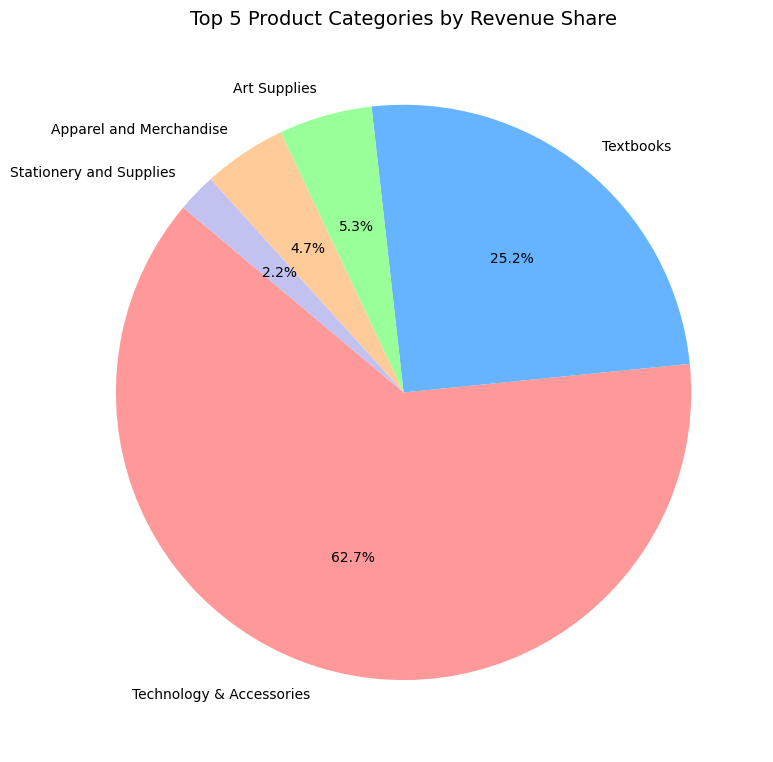 Top 5 Product Categories by Revenue Share
Art Supplies
Apparel and Merchandise
Textbooks
Stationery and Supplies
5.3%
4.7%
25.2%
2.2%
62.7%
Technology & Accessories